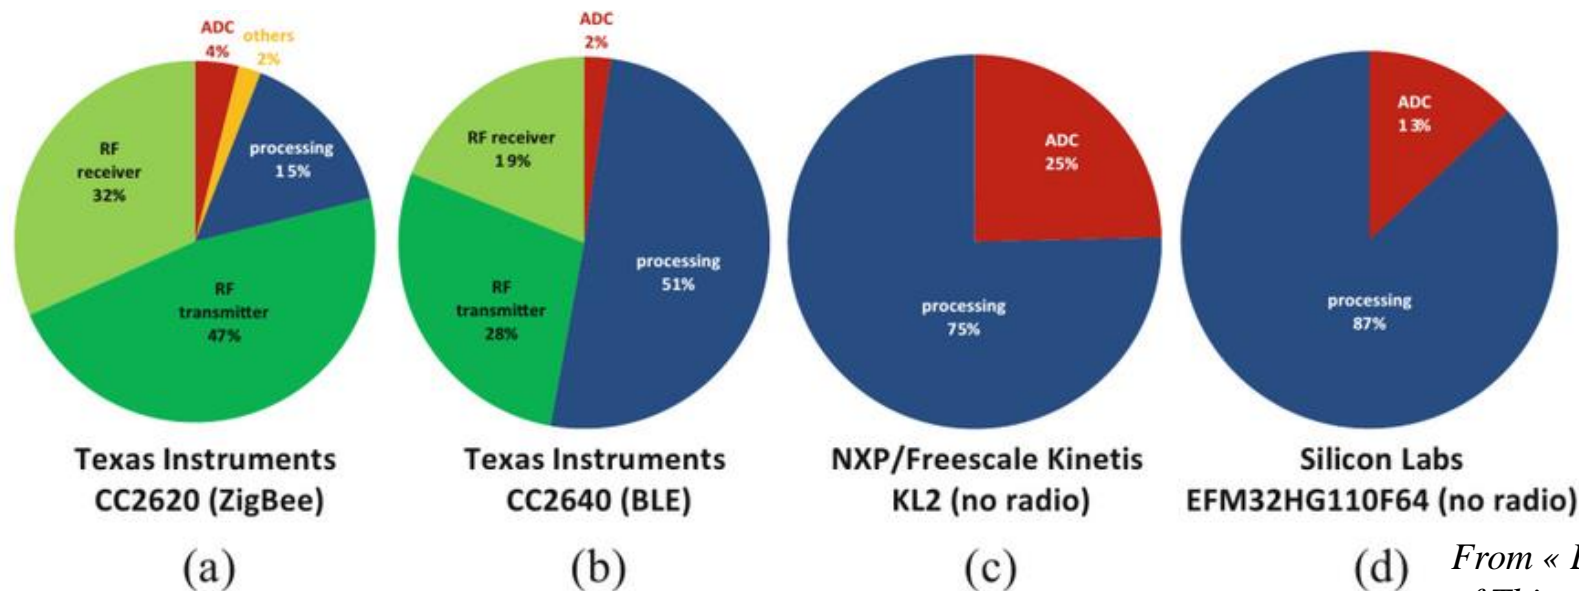 ADC
4%
others
2%
processing
15%
RF
receiver
32%
RF
transmitter
47%
Texas Instruments
CC2620 (ZigBee)
(a)
ADC
2%
RF receiver
19%
processing
51%
RF
transmitter
28%
Texas Instruments
CC2640 (BLE)
(b)
ADC
25%
processing
75%
NXP/Freescale Kinetis
KL2 (no radio)
(c)
ADC
13%
processing
87%
Silicon Labs
EFM32HG110F64 (no radio)
(d)
From «